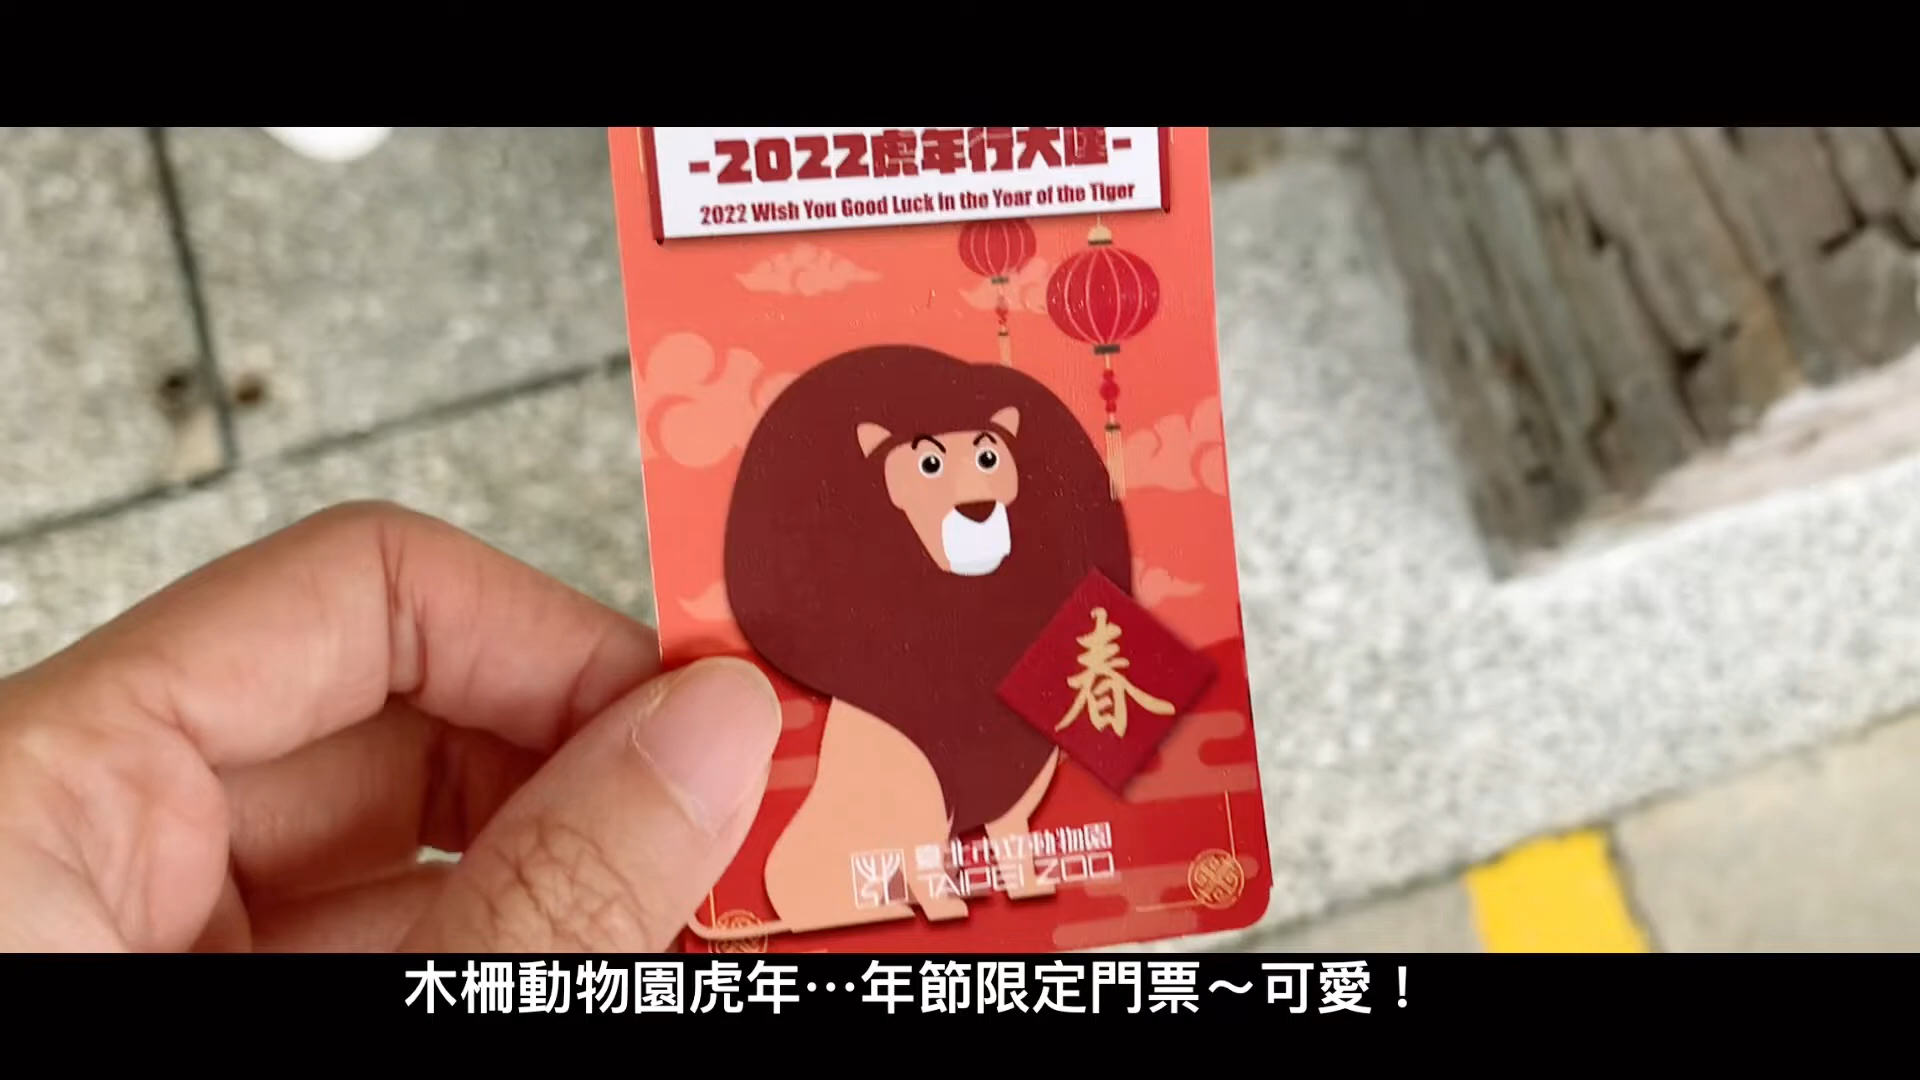 -2022虎年行大運-
2022 Wish You Good Luck in the Year of the Tiger
春
臺北市立動物園
TAIPEI ZOO
木柵動物園虎年⋯年節限定門票～可愛！